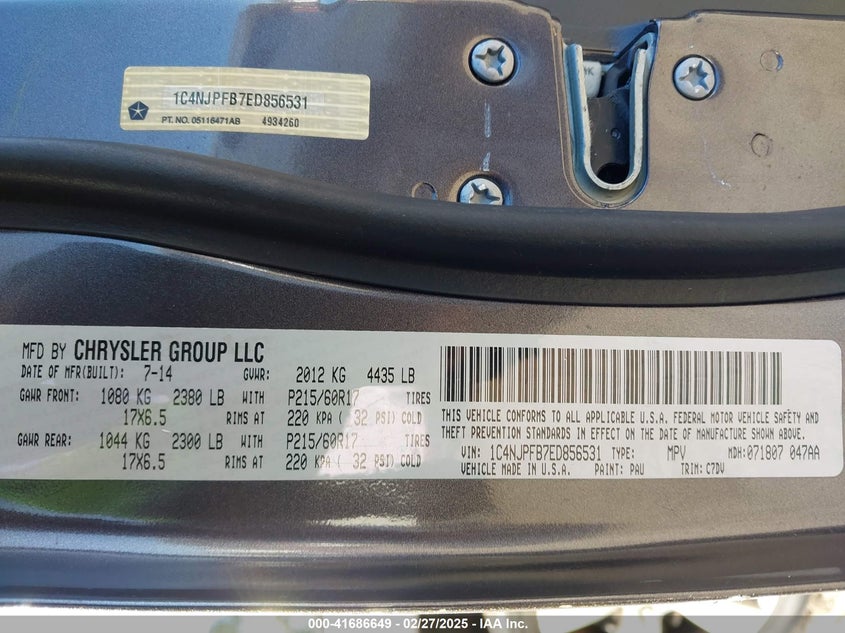 1C4NJPFB7ED856531
PT. NO. 05116471AB 4934260
MFD BY CHRYSLER GROUP LLC
DATE OF MFR(BUILT): 7-14 GVWR: 2012 KG 4435 LB
GAWR FRONT: 1080 KG 2380 LB WITH P215/60R17 TIRES
17X6.5 RIMS AT 220 KPA ( 32 PSI) COLD
GAWR REAR: 1044 KG 2300 LB WITH P215/60R17 TIRES
17X6.5 RIMS AT 220 KPA ( 32 PSI) COLD
THIS VEHICLE CONFORMS TO ALL APPLICABLE U.S.A. FEDERAL MOTOR VEHICLE SAFETY AND
THEFT PREVENTION STANDARDS IN EFFECT ON THE DATE OF MANUFACTURE SHOWN ABOVE.
VIN: 1C4NJPFB7ED856531 TYPE: MPV MDH: 071807 047AA
VEHICLE MADE IN U.S.A. PAINT: PAU TRIM: C7DV
000-41686649 - 02/27/2025 - IAA Inc.